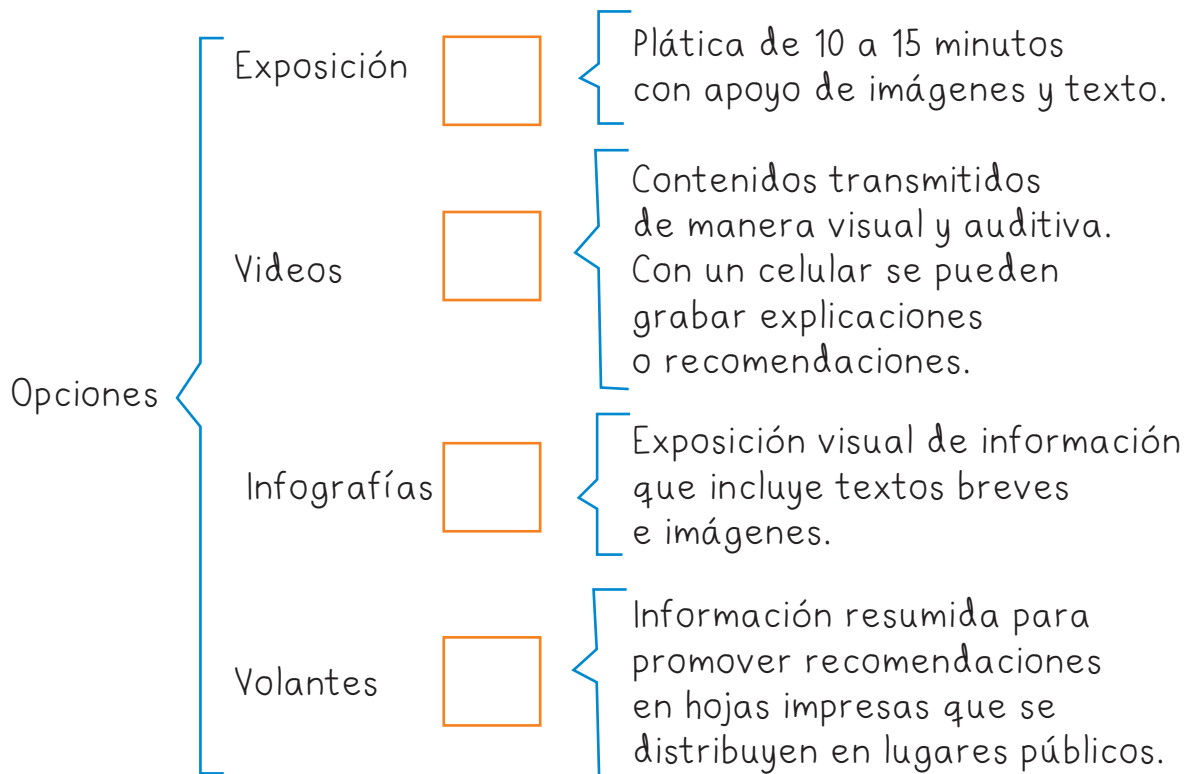 Opciones
Exposición
Plática de 10 a 15 minutos
con apoyo de imágenes y texto.
Videos
Contenidos transmitidos
de manera visual y auditiva.
Con un celular se pueden
grabar explicaciones
o recomendaciones.
Infografías
Exposición visual de información
que incluye textos breves
e imágenes.
Volantes
Información resumida para
promover recomendaciones
en hojas impresas que se
distribuyen en lugares públicos.